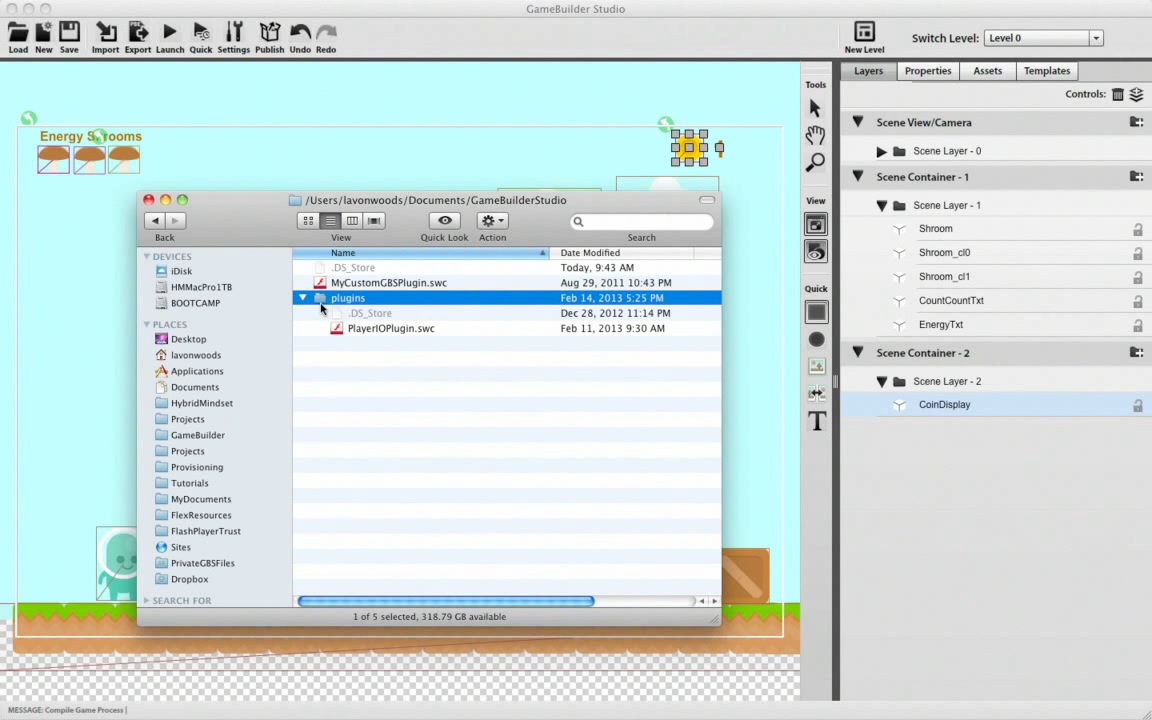 GameBuilder Studio
Load New Save Import Export Launch Quick Settings Publish Undo Redo
New Level
Switch Level: Level 0
Tools
Layers Properties Assets Templates
Controls:
Scene View/Camera
Scene Layer - 0
Scene Container - 1
Scene Layer - 1
Shroom
Shroom_cl0
Shroom_cl1
CountCountTxt
EnergyTxt
Scene Container - 2
Scene Layer - 2
CoinDisplay
View
Quick
T
Energy S rooms
/Users/lavonwoods/Documents/GameBuilderStudio
Back View Quick Look Action Search
DEVICES
iDisk
HMMacPro1TB
BOOTCAMP
PLACES
Desktop
lavonwoods
Applications
Documents
HybridMindset
Projects
GameBuilder
Projects
Provisioning
Tutorials
MyDocuments
FlexResources
FlashPlayerTrust
Sites
PrivateGBSFiles
Dropbox
SEARCH FOR
Name Date Modified
.DS_Store Today, 9:43 AM
MyCustomGBSPlugin.swc Aug 29, 2011 10:43 PM
plugins Feb 14, 2013 5:25 PM
.DS_Store Dec 28, 2012 11:14 PM
PlayerIOPlugin.swc Feb 11, 2013 9:30 AM
1 of 5 selected, 318.79 GB available
MESSAGE: Compile Game Process |